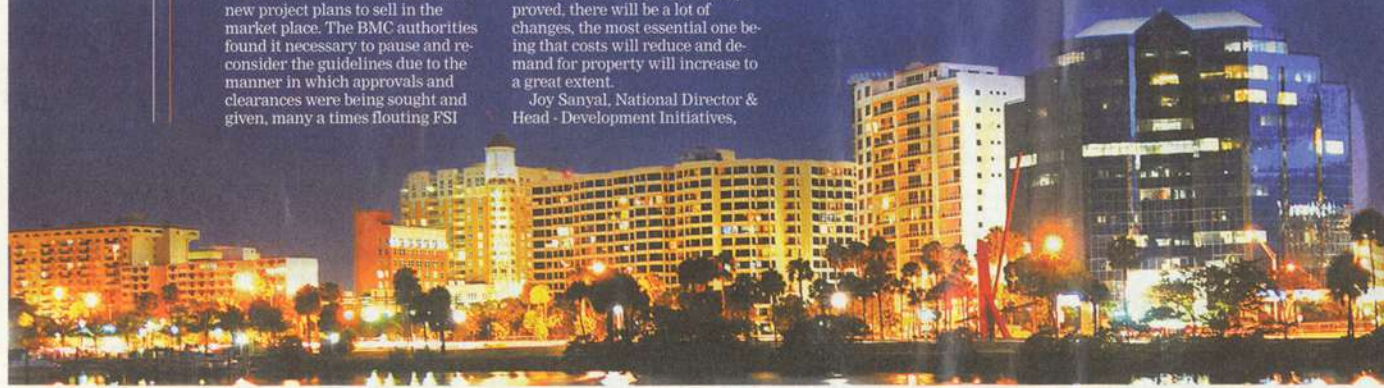 new project plans to sell in the
market place. The BMC authorities
found it necessary to pause and re-
consider the guidelines due to the
manner in which approvals and
clearances were being sought and
given, many a times flouting FSI
proved, there will be a lot of
changes, the most essential one be-
ing that costs will reduce and de-
mand for property will increase to
a great extent.
Joy Sanyal, National Director &
Head - Development Initiatives,